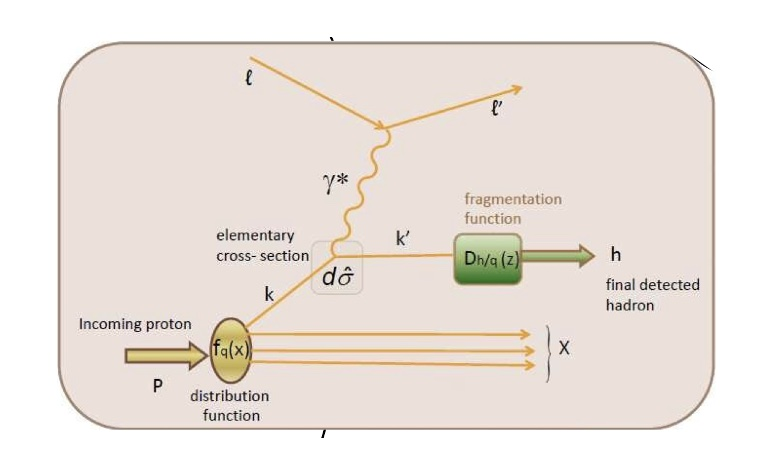 ℓ
ℓ'
γ*
fragmentation
function
elementary
cross- section
k'
Dh/q (z)
h
dσ̂
final detected
hadron
k
Incoming proton
fq(x)
X
P
distribution
function